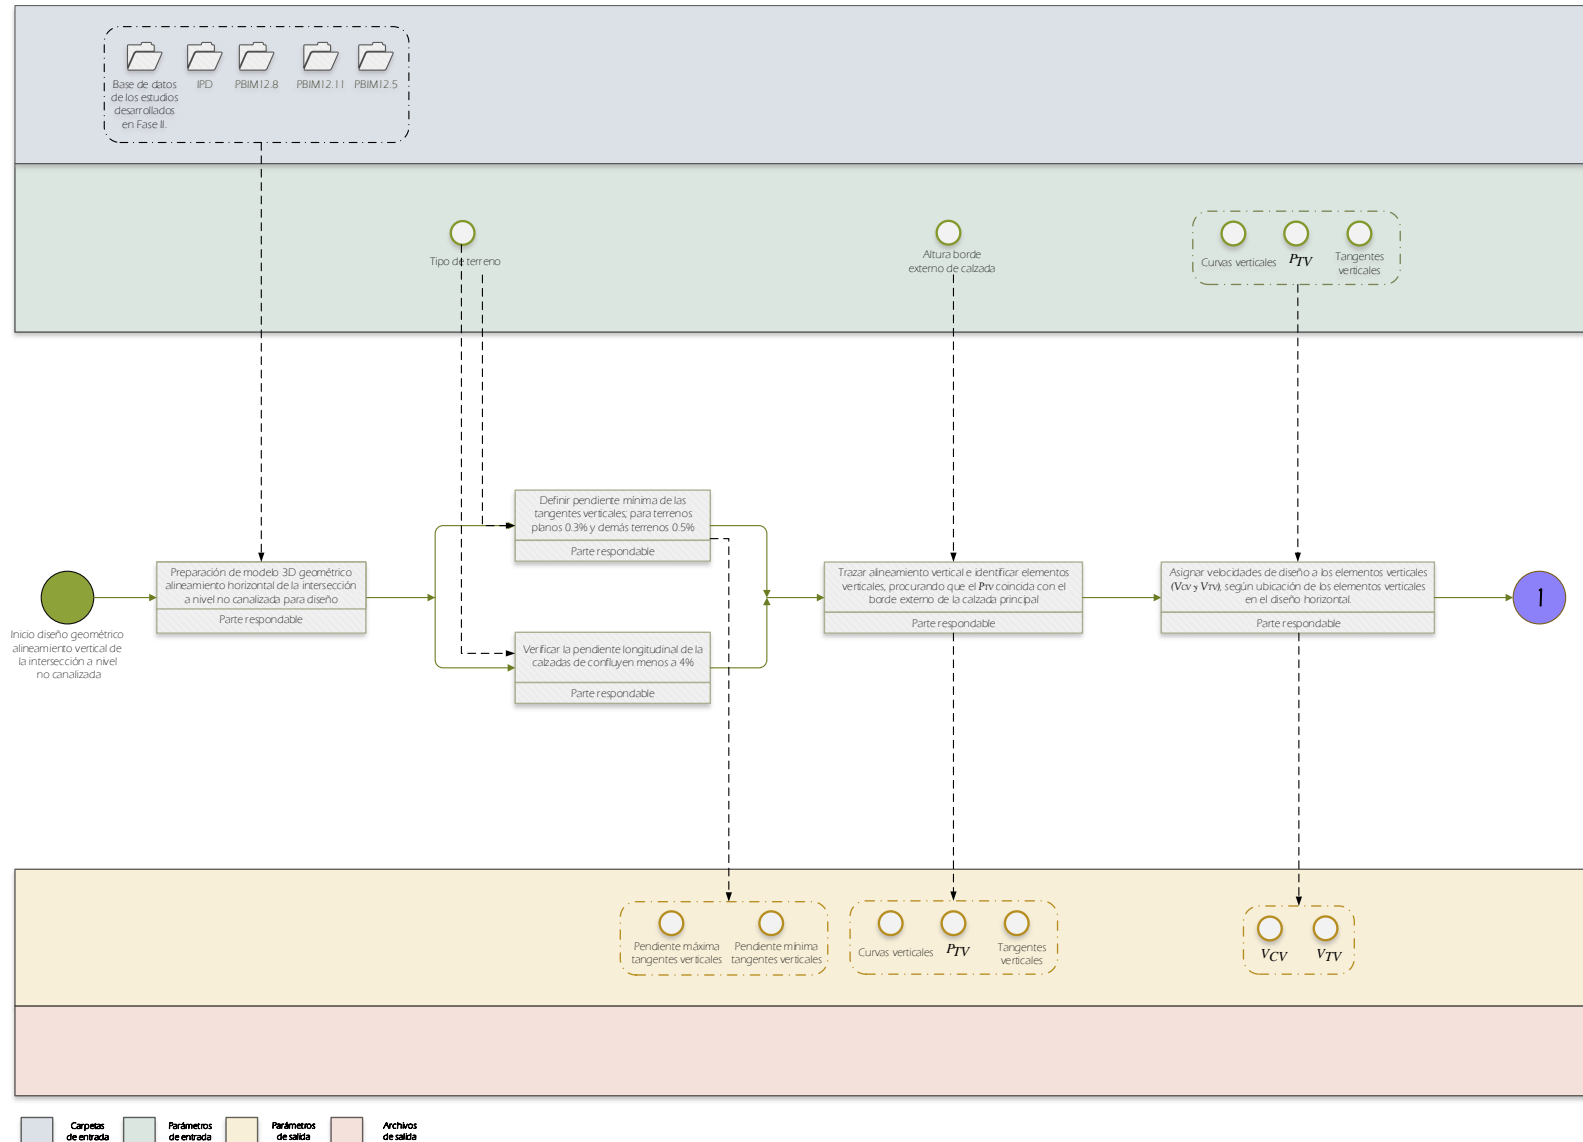 Base de datos
de los estudios
desarrollados
en Fase II.
IPD
PBIM12.8
PBIM12.11
PBIM12.5
Tipo de terreno
Altura borde
externo de calzada
Curvas verticales
PTV
Tangentes
verticales
Definir pendiente mínima de las
tangentes verticales; para terrenos
planos 0.3% y demás terrenos 0.5%
Parte respondable
Preparación de modelo 3D geométrico
alineamiento horizontal de la intersección
a nivel no canalizada para diseño
Parte respondable
Inicio diseño geométrico
alineamiento vertical de
la intersección a nivel
no canalizada
Verificar la pendiente longitudinal de la
calzadas de confluyen menos a 4%
Parte respondable
Trazar alineamiento vertical e identificar elementos
verticales, procurando que el PTV coincida con el
borde externo de la calzada principal
Parte respondable
Asignar velocidades de diseño a los elementos verticales
(VCV y VTV), según ubicación de los elementos verticales
en el diseño horizontal.
Parte respondable
1
Pendiente máxima
tangentes verticales
Pendiente mínima
tangentes verticales
Curvas verticales
PTV
Tangentes
verticales
VCV
VTV
Carpetas
de entrada
Parámetros
de entrada
Parámetros
de salida
Archivos
de salida